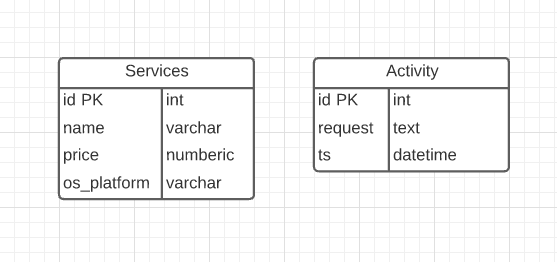 Services
id PK int
name varchar
price numberic
os_platform varchar
Activity
id PK int
request text
ts datetime